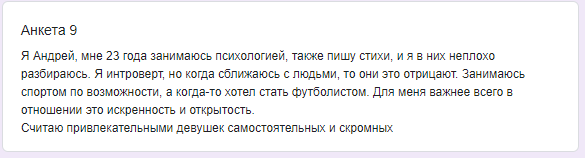 Анкета 9
Я Андрей, мне 23 года занимаюсь психологией, также пишу стихи, и я в них неплохо
разбираюсь. Я интроверт, но когда сближаюсь с людьми, то они это отрицают. Занимаюсь
спортом по возможности, а когда-то хотел стать футболистом. Для меня важнее всего в
отношении это искренность и открытость.
Считаю привлекательными девушек самостоятельных и скромных